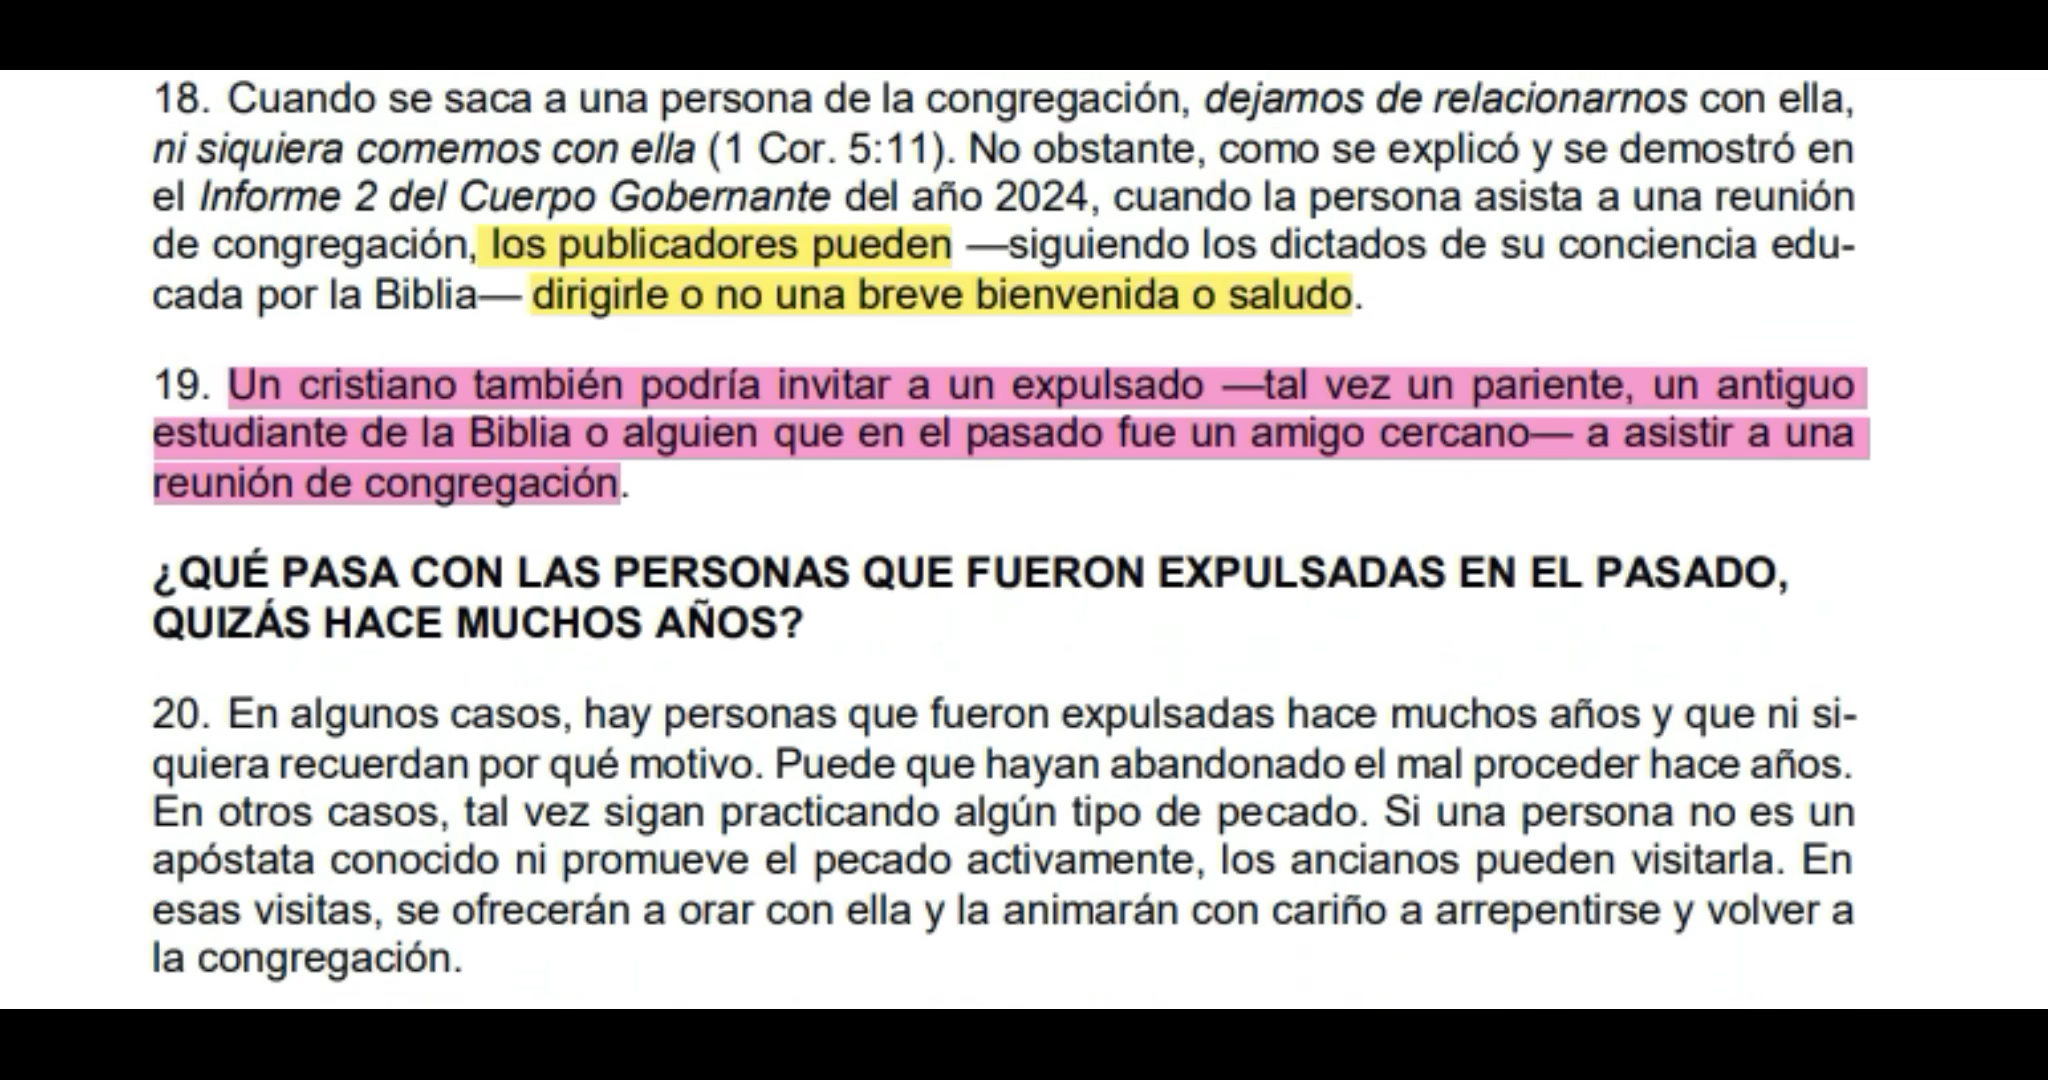 18. Cuando se saca a una persona de la congregación, dejamos de relacionarnos con ella,
ni siquiera comemos con ella (1 Cor. 5:11). No obstante, como se explicó y se demostró en
el Informe 2 del Cuerpo Gobernante del año 2024, cuando la persona asista a una reunión
de congregación, los publicadores pueden —siguiendo los dictados de su conciencia edu-
cada por la Biblia— dirigirle o no una breve bienvenida o saludo.
19. Un cristiano también podría invitar a un expulsado —tal vez un pariente, un antiguo
estudiante de la Biblia o alguien que en el pasado fue un amigo cercano— a asistir a una
reunión de congregación.
¿QUÉ PASA CON LAS PERSONAS QUE FUERON EXPULSADAS EN EL PASADO,
QUIZÁS HACE MUCHOS AÑOS?
20. En algunos casos, hay personas que fueron expulsadas hace muchos años y que ni si-
quiera recuerdan por qué motivo. Puede que hayan abandonado el mal proceder hace años.
En otros casos, tal vez sigan practicando algún tipo de pecado. Si una persona no es un
apóstata conocido ni promueve el pecado activamente, los ancianos pueden visitarla. En
esas visitas, se ofrecerán a orar con ella y la animarán con cariño a arrepentirse y volver a
la congregación.